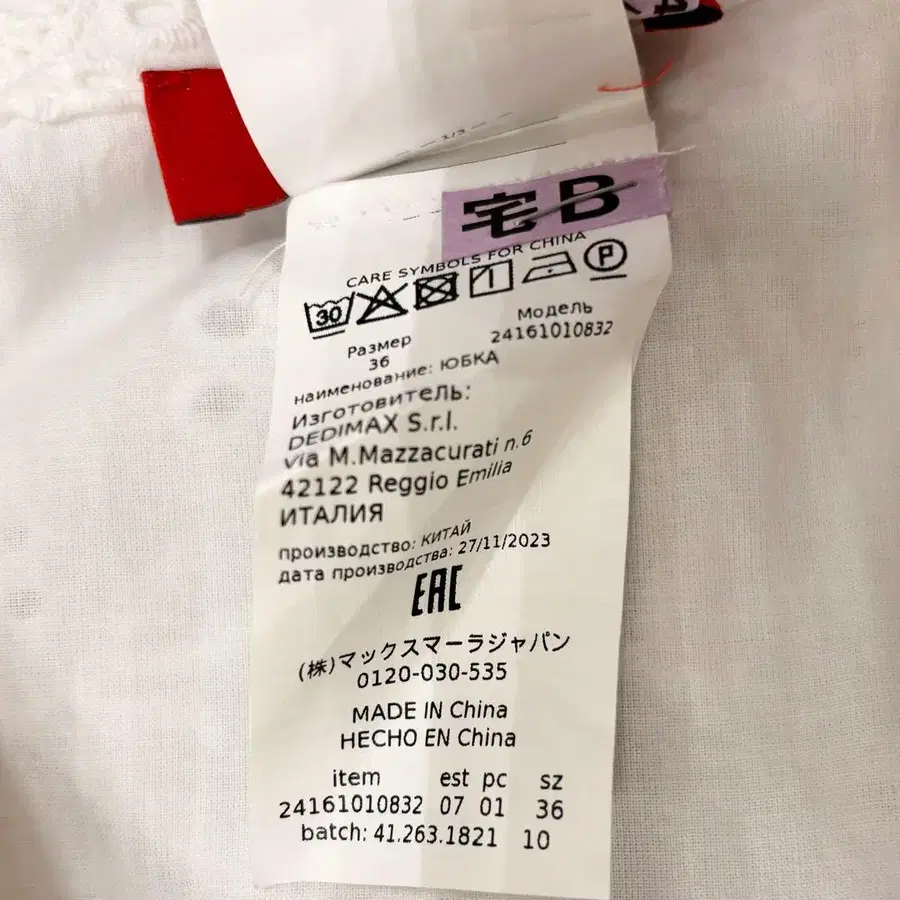 1/3
宅B
CARE SYMBOLS FOR CHINA
30 P
Размер Модель
36 24161010832
наименование: ЮБКА
Изготовитель:
DEDIMAX S.r.l.
via M.Mazzacurati n.6
42122 Reggio Emilia
ИТАЛИЯ
производство: КИТАЙ
дата производства: 27/11/2023
EAC
(株)マックスマーラジャパン
0120-030-535
MADE IN China
HECHO EN China
item est pc sz
24161010832 07 01 36
batch: 41.263.1821 10